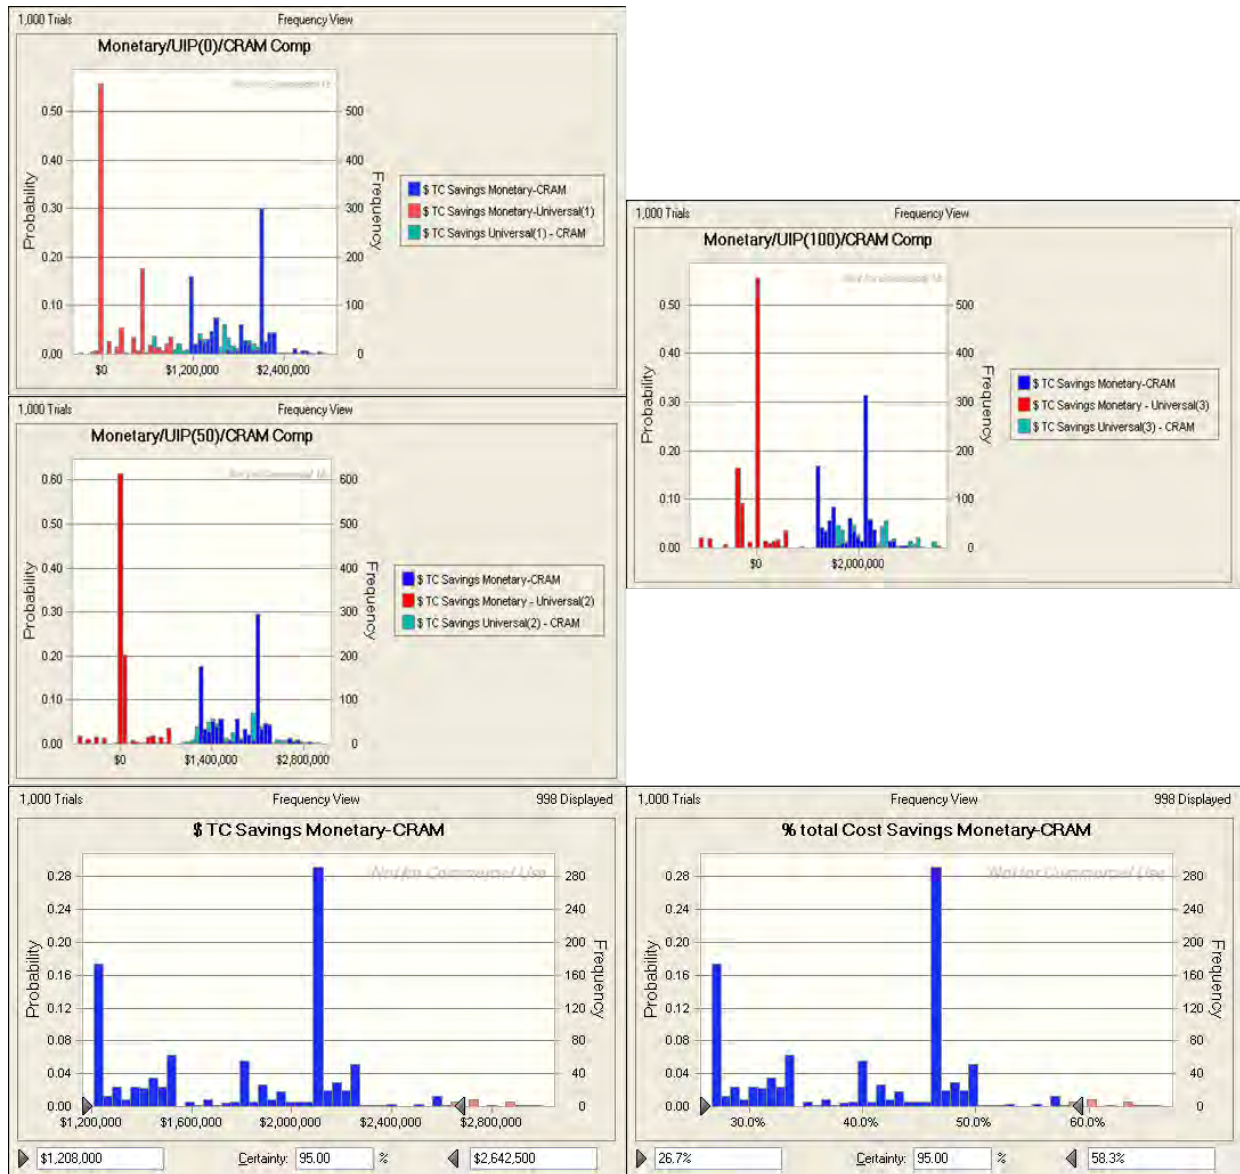 1,000 Trials Frequency View
Monetary/UIP(0)/CRAM Comp
Not for Commercial Us
0.50 500
0.40 400
0.30 300
0.20 200
0.10 100
0.00 0
Probability
Frequency
$0 $1,200,000 $2,400,000
$ TC Savings Monetary-CRAM
$ TC Savings Monetary-Universal(1)
$ TC Savings Universal(1) - CRAM
1,000 Trials Frequency View
Monetary/UIP(100)/CRAM Comp
Not for Commercial Us
0.50 500
0.40 400
0.30 300
0.20 200
0.10 100
0.00 0
Probability
Frequency
$0 $2,000,000
$ TC Savings Monetary-CRAM
$ TC Savings Monetary - Universal(3)
$ TC Savings Universal(3) - CRAM
1,000 Trials Frequency View
Monetary/UIP(50)/CRAM Comp
Not for Commercial Us
0.60 600
0.50 500
0.40 400
0.30 300
0.20 200
0.10 100
0.00 0
Probability
Frequency
$0 $1,400,000 $2,800,000
$ TC Savings Monetary-CRAM
$ TC Savings Monetary - Universal(2)
$ TC Savings Universal(2) - CRAM
1,000 Trials Frequency View 998 Displayed
$ TC Savings Monetary-CRAM
Not for Commercial Use
0.28 280
0.24 240
0.20 200
0.16 160
0.12 120
0.08 80
0.04 40
0.00 0
Probability
Frequency
$1,200,000 $1,600,000 $2,000,000 $2,400,000 $2,800,000
$1,208,000 Certainty: 95.00 % $2,642,500
1,000 Trials Frequency View 998 Displayed
% total Cost Savings Monetary-CRAM
Not for Commercial Use
0.28 280
0.24 240
0.20 200
0.16 160
0.12 120
0.08 80
0.04 40
0.00 0
Probability
Frequency
30.0% 40.0% 50.0% 60.0%
26.7% Certainty: 95.00 % 58.3%